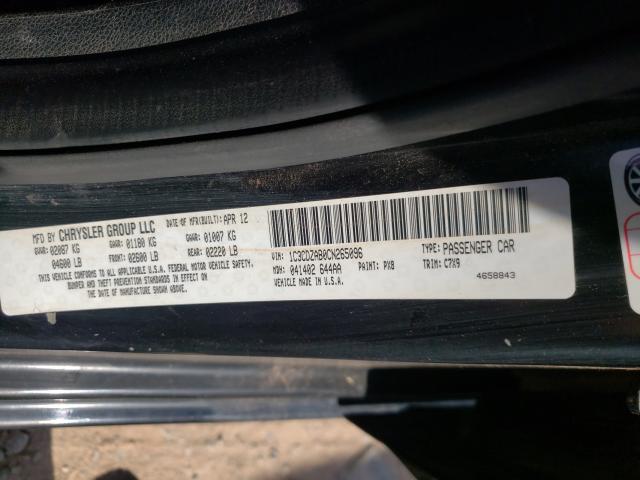 MFD BY CHRYSLER GROUP LLC
DATE OF MFR(BUILT): APR 12
GVWR: 02087 KG
04600 LB
GAWR: 01180 KG
FRONT: 02600 LB
GAWR: 01007 KG
REAR: 02220 LB
THIS VEHICLE CONFORMS TO ALL APPLICABLE
FEDERAL MOTOR VEHICLE SAFETY,
BUMPER AND THEFT PREVENTION STANDARDS IN EFFECT ON
THE DATE OF MANUFACTURE SHOWN ABOVE.
VIN: 1C3CDZAB0CN265096
TYPE: PASSENGER CAR
MDH: 041402 644AA
PAINT: PX8
TRIM: C7X9
VEHICLE MADE IN U.S.A.
4658843